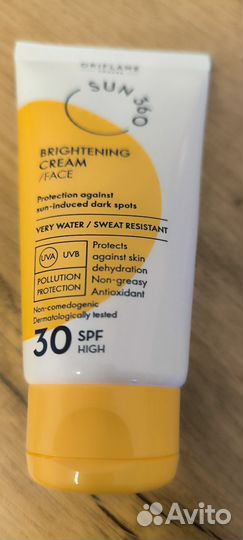 ORIFLAME
SWEDEN
SUN 360
BRIGHTENING
CREAM
/FACE
Protection against
sun-induced dark spots
VERY WATER / SWEAT RESISTANT
UVA UVB
POLLUTION
PROTECTION
Protects
against skin
dehydration
Non-greasy
Antioxidant
Non-comedogenic
Dermatologically tested
30 SPF
HIGH
Avito